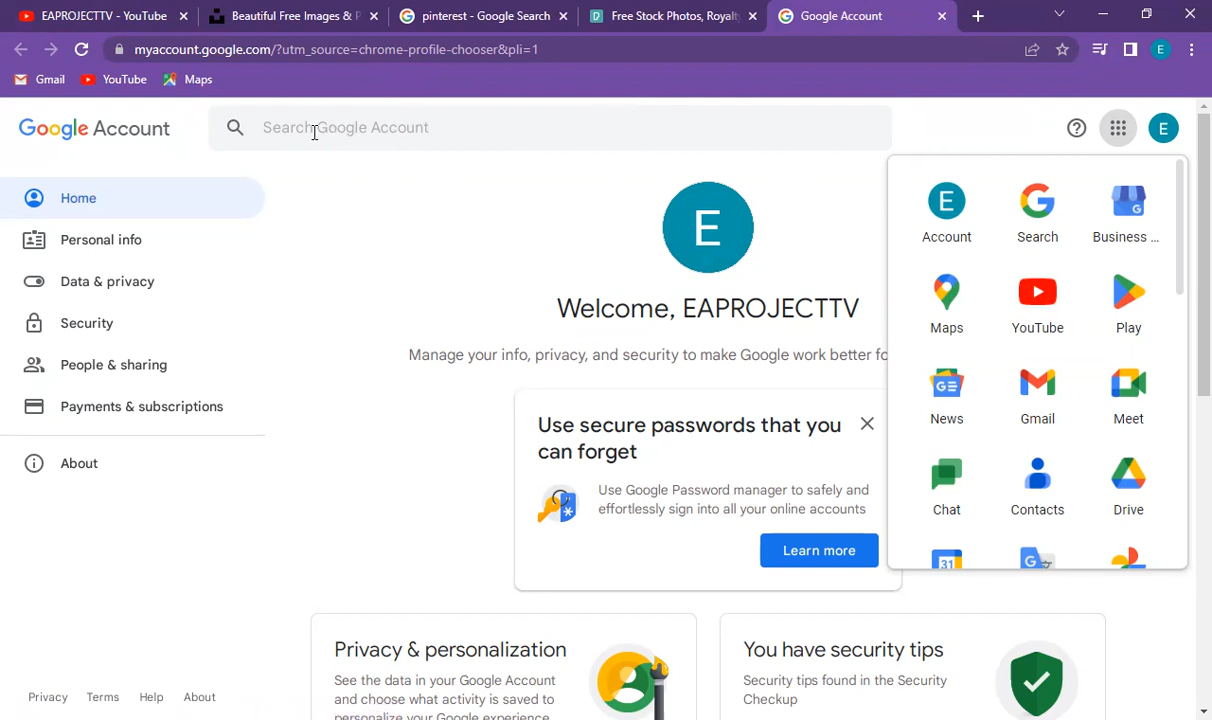 EAPROJECTTV - YouTube
Beautiful Free Images & P
pinterest - Google Search
Free Stock Photos, Royalty
Google Account
myaccount.google.com/?utm_source=chrome-profile-chooser&pli=1
E
Gmail
YouTube
Maps
Google Account
Search Google Account
E
Home
Personal info
Data & privacy
Security
People & sharing
Payments & subscriptions
About
E
Welcome, EAPROJECTTV
Manage your info, privacy, and security to make Google work better fo
Use secure passwords that you
can forget
Use Google Password manager to safely and
effortlessly sign into all your online accounts
Learn more
E
Account
Search
Business ...
Maps
YouTube
Play
News
Gmail
Meet
Chat
Contacts
Drive
31
Privacy & personalization
See the data in your Google Account
and choose what activity is saved to
personalize your Google experience
You have security tips
Security tips found in the Security
Checkup
Privacy
Terms
Help
About